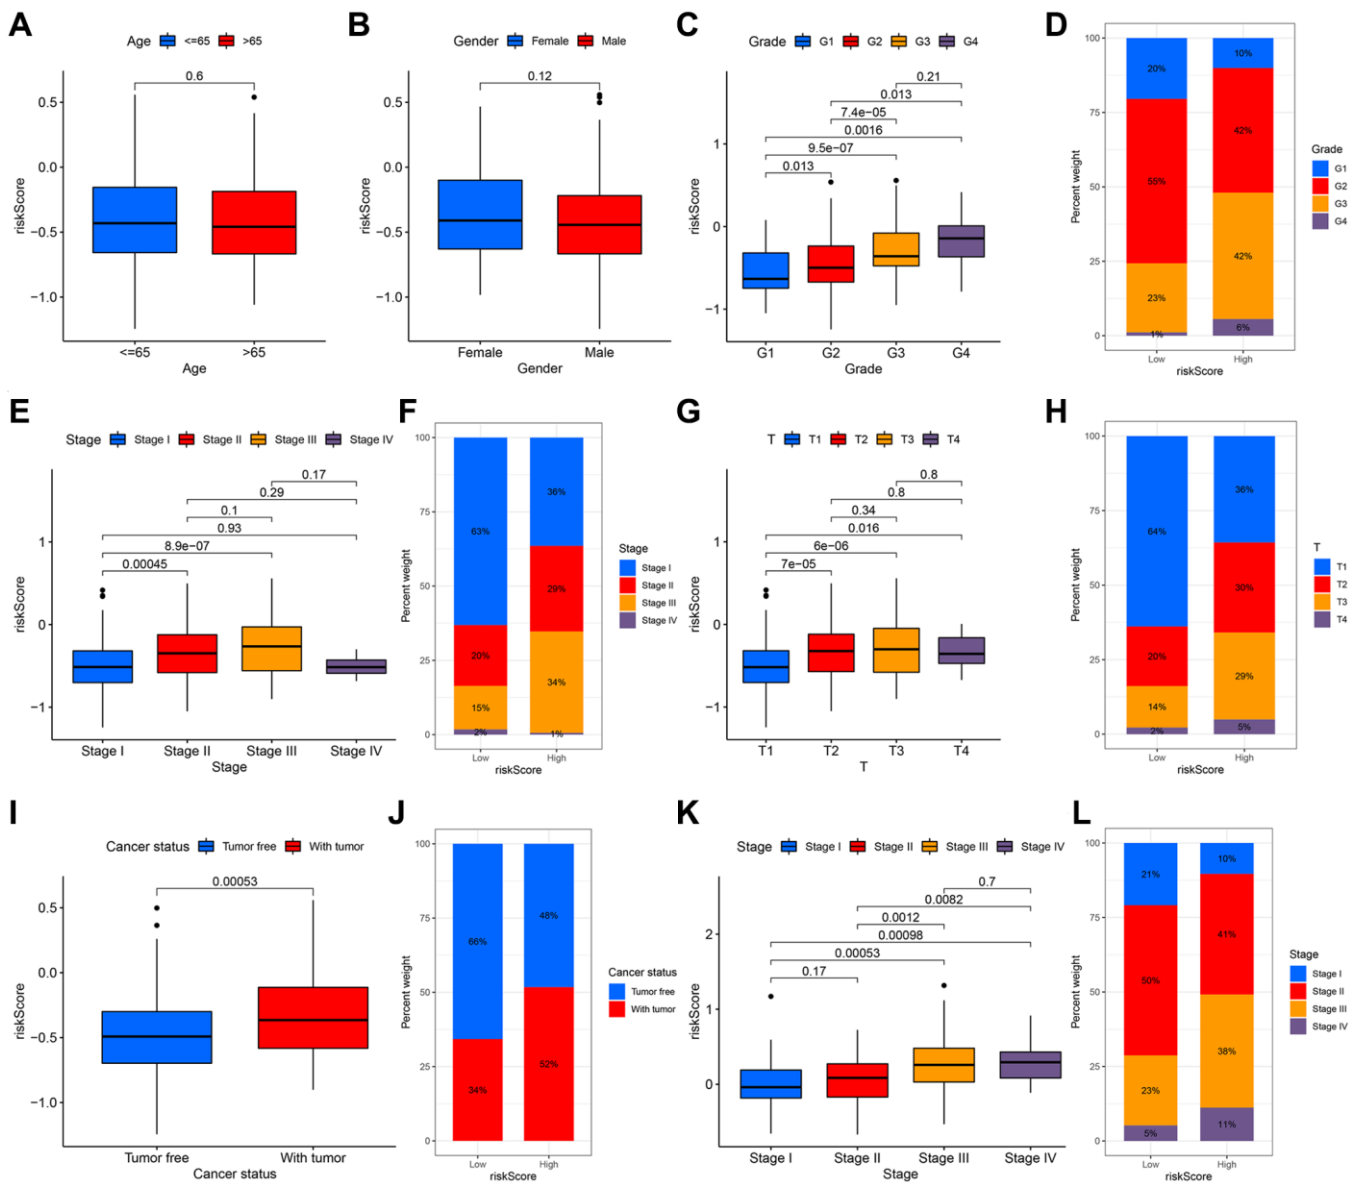 A
Age <=65 >65
0.6
0.5
0.0
−0.5
−1.0
riskScore
<=65 >65
Age
B
Gender Female Male
0.12
0.5
0.0
−0.5
−1.0
riskScore
Female Male
Gender
C
Grade G1 G2 G3 G4
0.21
0.013
7.4e−05
0.0016
9.5e−07
0.013
1
0
−1
riskScore
G1 G2 G3 G4
Grade
D
100
75
50
25
0
Percent weight
20% 10%
55% 42%
23% 42%
1% 6%
Low High
riskScore
Grade
G1
G2
G3
G4
E
Stage Stage I Stage II Stage III Stage IV
0.17
0.29
0.1
0.93
8.9e−07
0.00045
1
0
−1
riskScore
Stage I Stage II Stage III Stage IV
Stage
F
100
75
50
25
0
Percent weight
63% 36%
20% 29%
15% 34%
2% 1%
Low High
riskScore
Stage
Stage I
Stage II
Stage III
Stage IV
G
T T1 T2 T3 T4
0.8
0.8
0.34
0.016
6e−06
7e−05
1
0
−1
riskScore
T1 T2 T3 T4
T
H
100
75
50
25
0
Percent weight
64% 36%
20% 30%
14% 29%
2% 5%
Low High
riskScore
T
T1
T2
T3
T4
I
Cancer status Tumor free With tumor
0.00053
0.5
0.0
−0.5
−1.0
riskScore
Tumor free With tumor
Cancer status
J
100
75
50
25
0
Percent weight
66% 48%
34% 52%
Low High
riskScore
Cancer status
Tumor free
With tumor
K
Stage Stage I Stage II Stage III Stage IV
0.7
0.0082
0.0012
0.00098
0.00053
0.17
2
1
0
riskScore
Stage I Stage II Stage III Stage IV
Stage
L
100
75
50
25
0
Percent weight
21% 10%
50% 41%
23% 38%
5% 11%
Low High
riskScore
Stage
Stage I
Stage II
Stage III
Stage IV